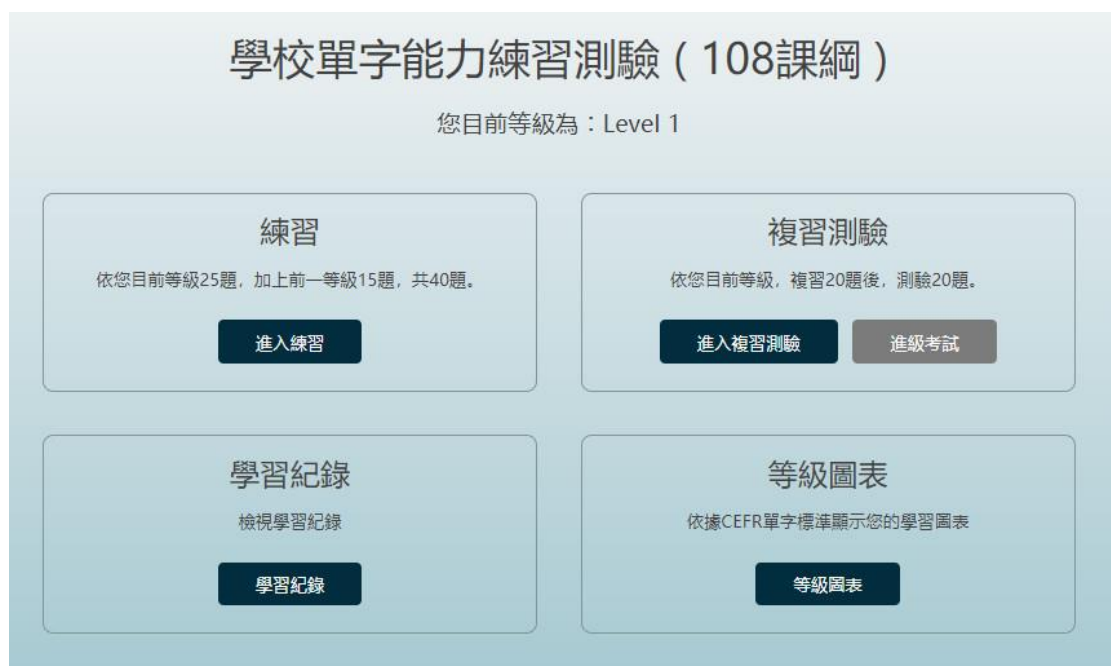 學校單字能力練習測驗（108課綱）
您目前等級為：Level 1
練習
依您目前等級25題，加上前一等級15題，共40題。
進入練習
複習測驗
依您目前等級，複習20題後，測驗20題。
進入複習測驗
進級考試
學習紀錄
檢視學習紀錄
學習紀錄
等級圖表
依據CEFR單字標準顯示您的學習圖表
等級圖表